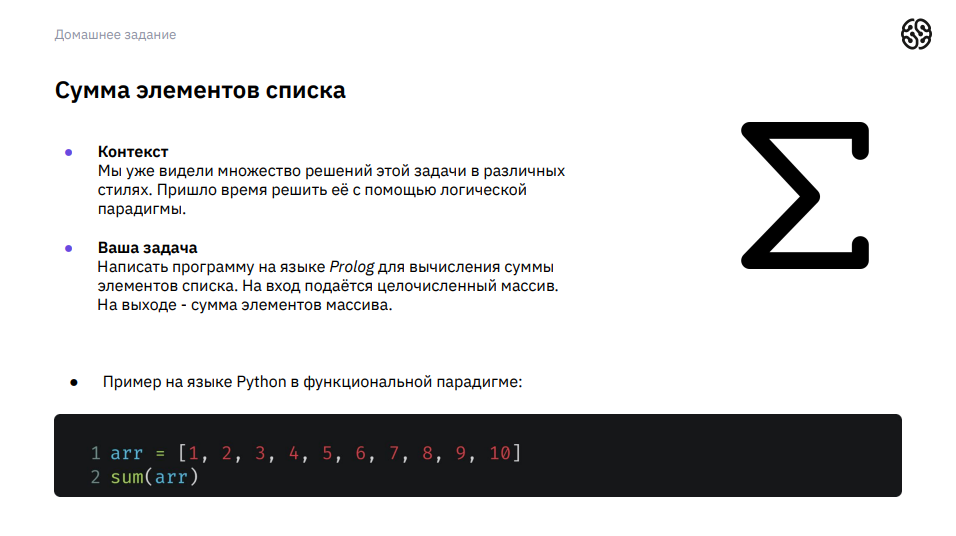 Домашнее задание
Сумма элементов списка
● Контекст
Мы уже видели множество решений этой задачи в различных
стилях. Пришло время решить её с помощью логической
парадигмы.
● Ваша задача
Написать программу на языке Prolog для вычисления суммы
элементов списка. На вход подаётся целочисленный массив.
На выходе - сумма элементов массива.
● Пример на языке Python в функциональной парадигме:
1 arr = [1, 2, 3, 4, 5, 6, 7, 8, 9, 10]
2 sum(arr)